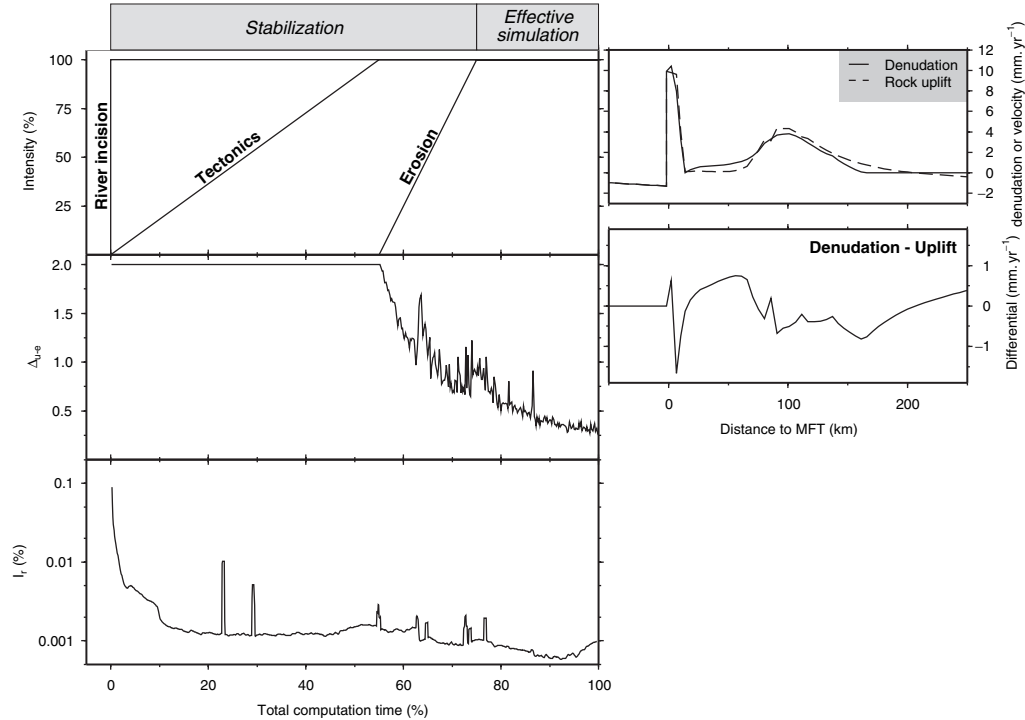 Stabilization
Effective
simulation
100
75
50
25
Intensity (%)
River incision
Tectonics
Erosion
2.0
1.5
1.0
0.5
Δu-e
0.1
0.01
0.001
Ir (%)
0 20 40 60 80 100
Total computation time (%)
Denudation
Rock uplift
12
10
8
6
4
2
0
−2
denudation or velocity (mm.yr−1)
Denudation - Uplift
1
0
−1
Differential (mm.yr−1)
0 100 200
Distance to MFT (km)